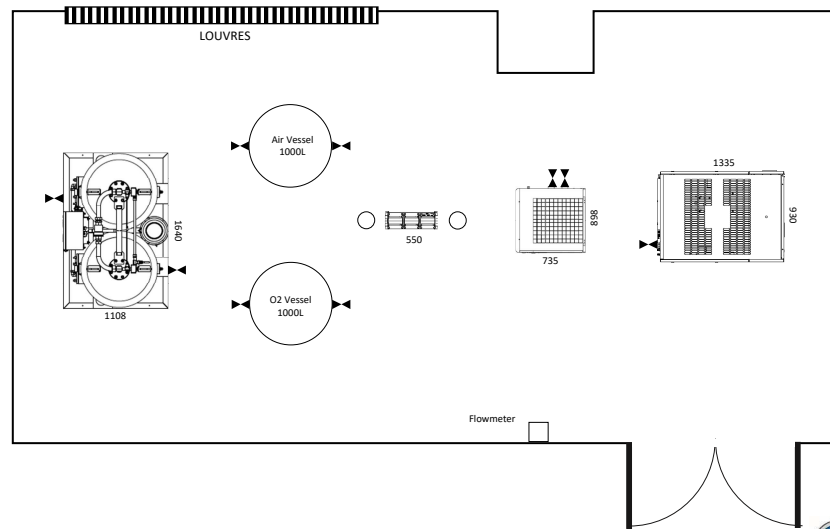 LOUVRES
Air Vessel
1000L
1335
1640
930
898
550
735
O2 Vessel
1000L
1108
Flowmeter